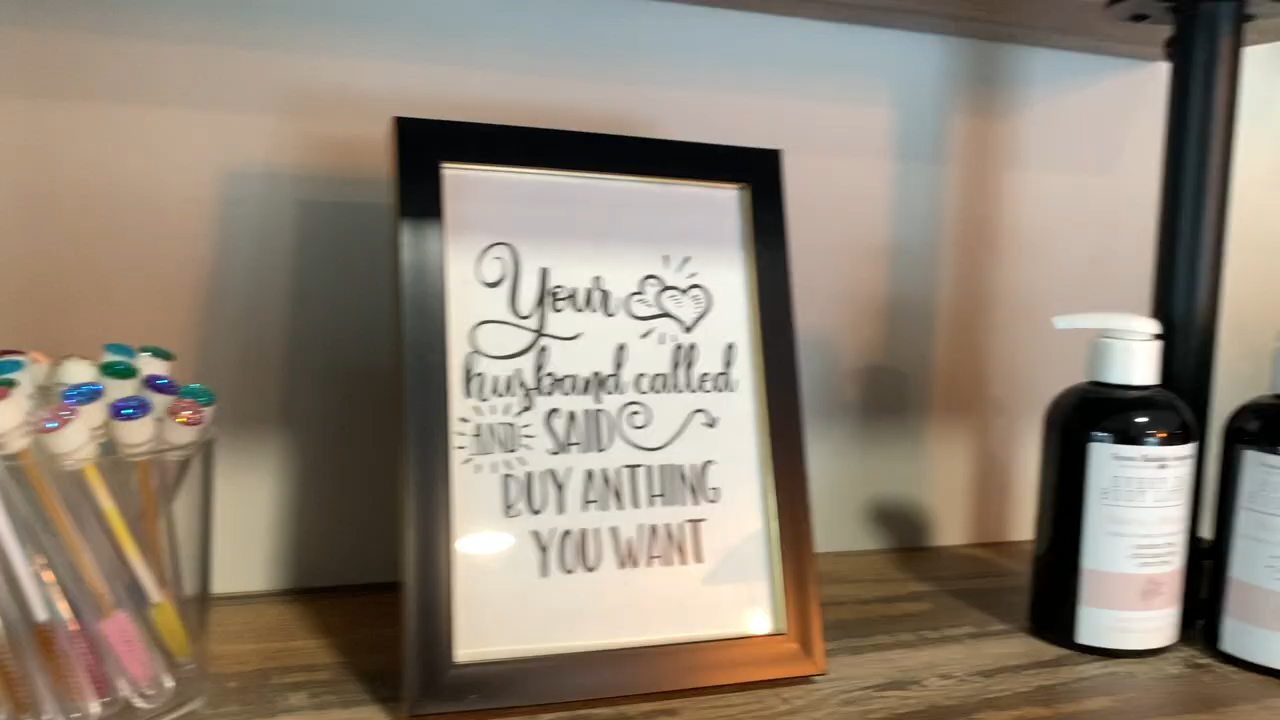 Your
husband called
AND SAID
BUY ANTHING
YOU WANT